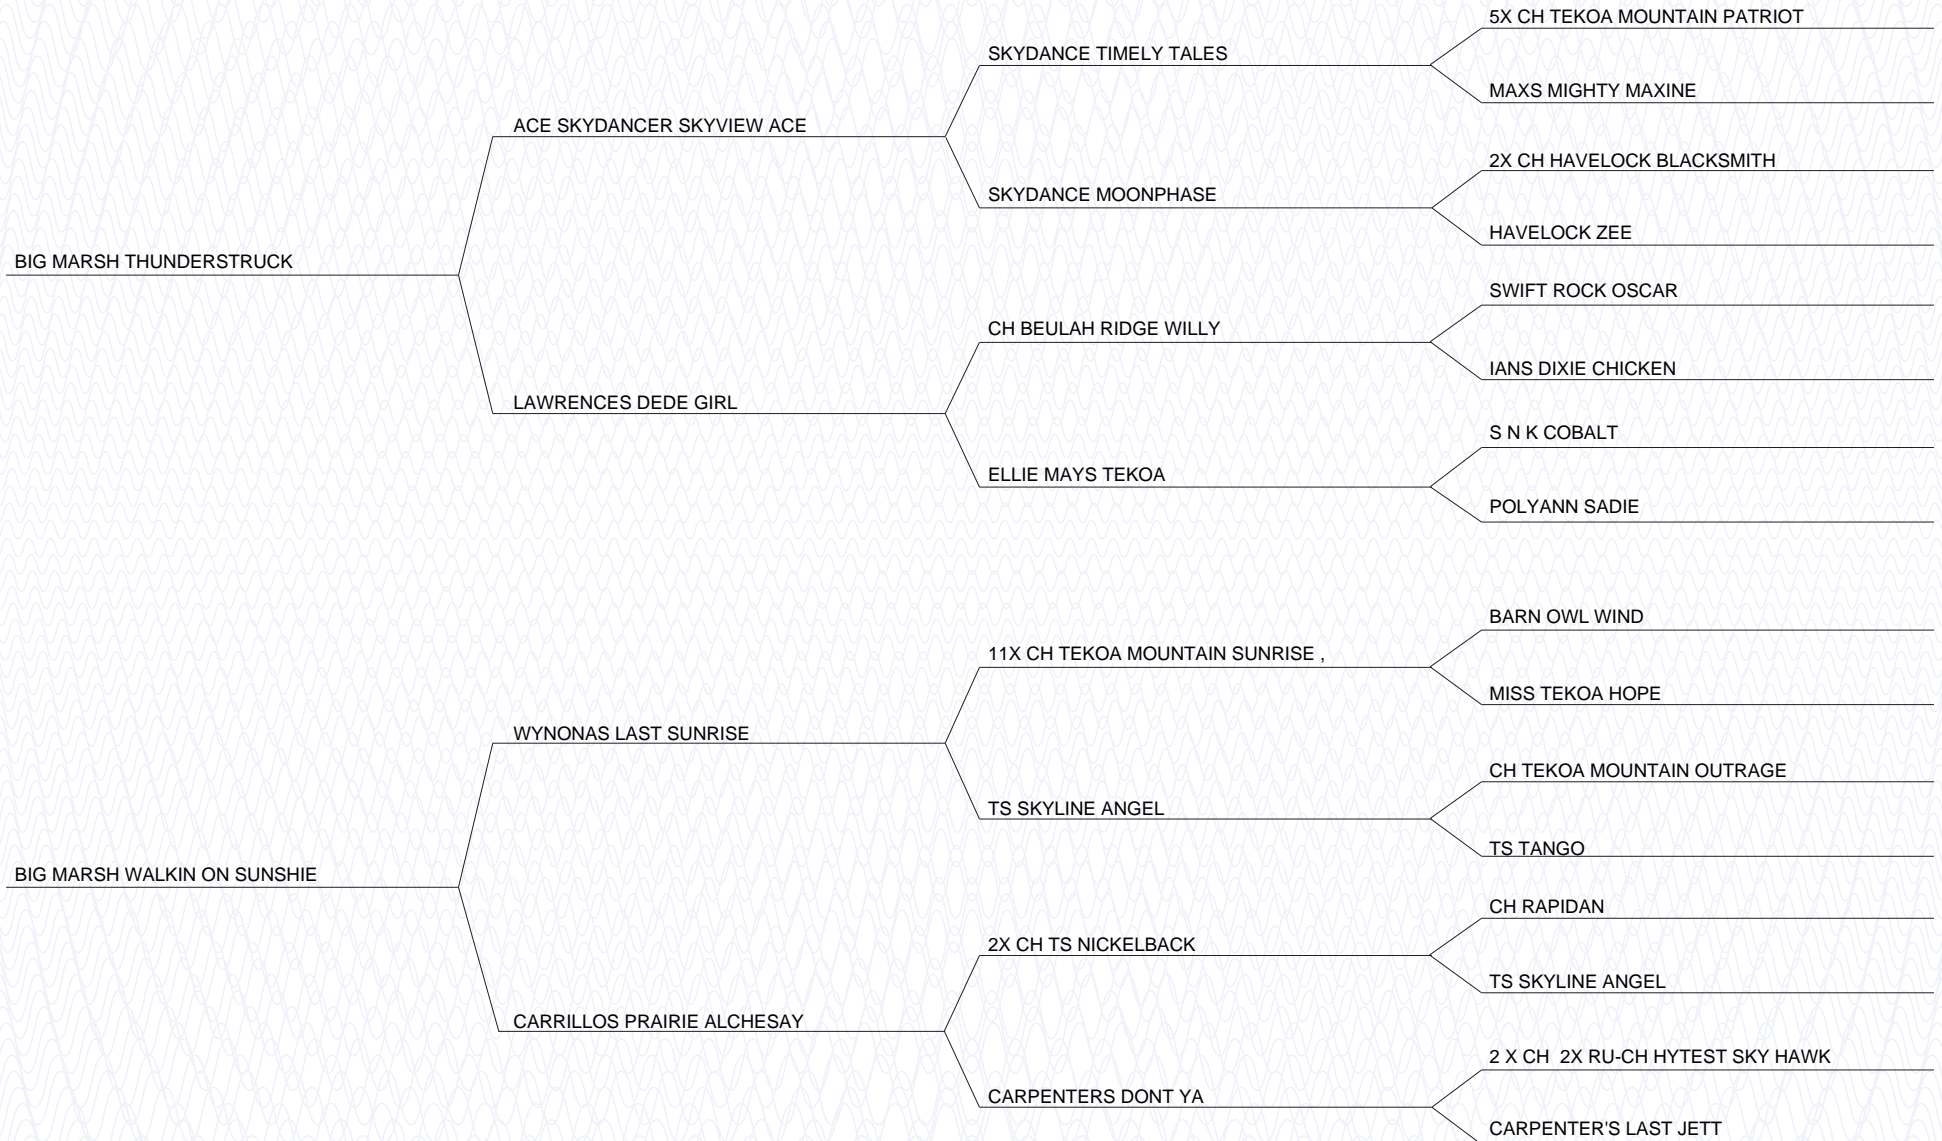 5X CH TEKOA MOUNTAIN PATRIOT
SKYDANCE TIMELY TALES
MAXS MIGHTY MAXINE
ACE SKYDANCER SKYVIEW ACE
2X CH HAVELOCK BLACKSMITH
SKYDANCE MOONPHASE
HAVELOCK ZEE
BIG MARSH THUNDERSTRUCK
SWIFT ROCK OSCAR
CH BEULAH RIDGE WILLY
IANS DIXIE CHICKEN
LAWRENCES DEDE GIRL
S N K COBALT
ELLIE MAYS TEKOA
POLYANN SADIE
BARN OWL WIND
11X CH TEKOA MOUNTAIN SUNRISE ,
MISS TEKOA HOPE
WYNONAS LAST SUNRISE
CH TEKOA MOUNTAIN OUTRAGE
TS SKYLINE ANGEL
TS TANGO
BIG MARSH WALKIN ON SUNSHIE
CH RAPIDAN
2X CH TS NICKELBACK
TS SKYLINE ANGEL
CARRILLOS PRAIRIE ALCHESAY
2 X CH  2X RU-CH HYTEST SKY HAWK
CARPENTERS DONT YA
CARPENTER'S LAST JETT